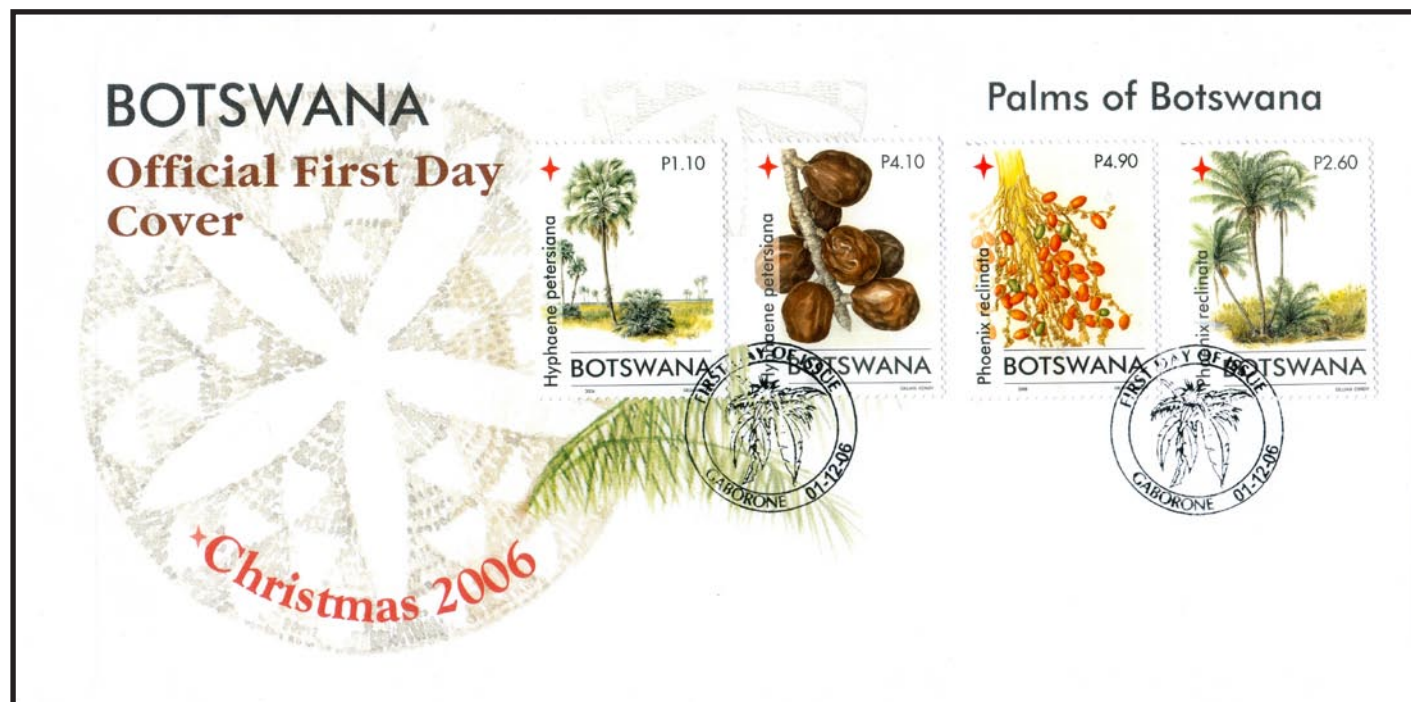 BOTSWANA
Official First Day
Cover
Palms of Botswana
P1.10
Hyphaene petersiana
BOTSWANA
2006
P4.10
Hyphaene petersiana
BOTSWANA
P4.90
Phoenix reclinata
BOTSWANA
2006
P2.60
Phoenix reclinata
BOTSWANA
FIRST DAY OF ISSUE
GABORONE 01-12-06
FIRST DAY OF ISSUE
GABORONE 01-12-06
Christmas 2006